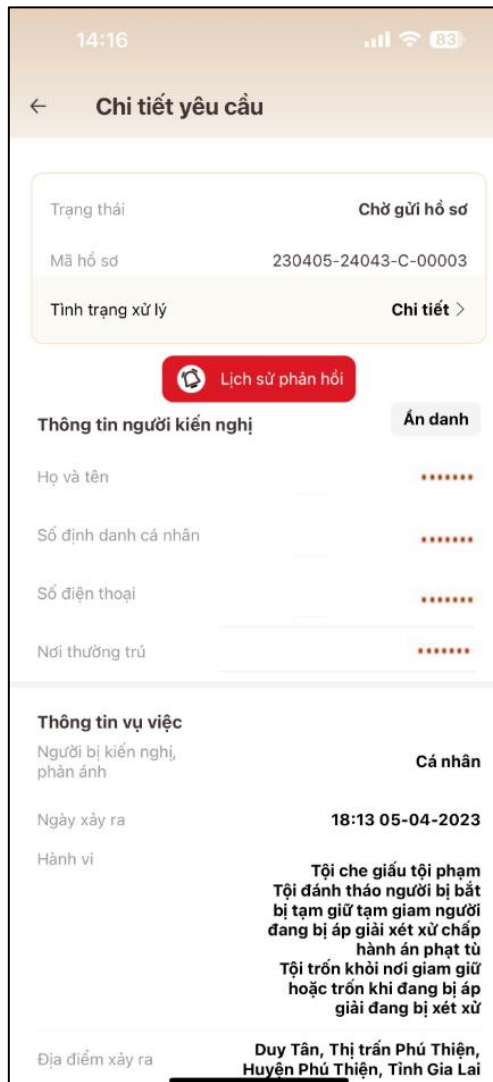 14:16
83
Chi tiết yêu cầu
Trạng thái
Chờ gửi hồ sơ
Mã hồ sơ
230405-24043-C-00003
Tình trạng xử lý
Chi tiết >
Lịch sử phản hồi
Thông tin người kiến nghị
Ẩn danh
Họ và tên
•••••••
Số định danh cá nhân
•••••••
Số điện thoại
•••••••
Nơi thường trú
•••••••
Thông tin vụ việc
Người bị kiến nghị,
phản ánh
Cá nhân
Ngày xảy ra
18:13 05-04-2023
Hành vi
Tội che giấu tội phạm
Tội đánh tháo người bị bắt
bị tạm giữ tạm giam người
đang bị áp giải xét xử chấp
hành án phạt tù
Tội trốn khỏi nơi giam giữ
hoặc trốn khi đang bị áp
giải đang bị xét xử
Địa điểm xảy ra
Duy Tân, Thị trấn Phú Thiện,
Huyện Phú Thiện, Tỉnh Gia Lai